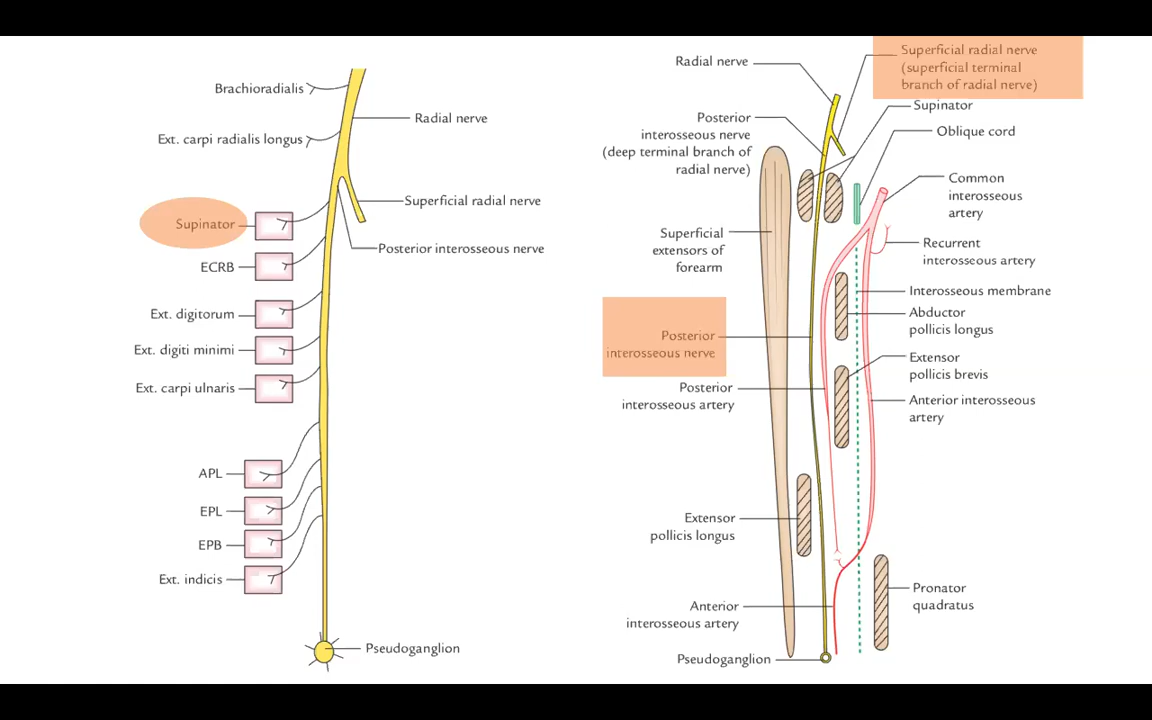 Brachioradialis
Ext. carpi radialis longus
Radial nerve
Supinator
Superficial radial nerve
Posterior interosseous nerve
ECRB
Ext. digitorum
Ext. digiti minimi
Ext. carpi ulnaris
APL
EPL
EPB
Ext. indicis
Pseudoganglion
Radial nerve
Superficial radial nerve
(superficial terminal
branch of radial nerve)
Posterior
interosseous nerve
(deep terminal branch of
radial nerve)
Supinator
Oblique cord
Common
interosseous
artery
Superficial
extensors of
forearm
Recurrent
interosseous artery
Interosseous membrane
Abductor
pollicis longus
Posterior
interosseous nerve
Extensor
pollicis brevis
Posterior
interosseous artery
Anterior interosseous
artery
Extensor
pollicis longus
Pronator
quadratus
Anterior
interosseous artery
Pseudoganglion